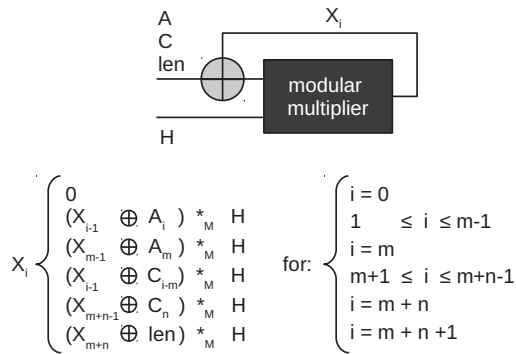 A
C
len
H
X_i
modular
multiplier
X_i
0
(X_{i-1} ⊕ A_i ) *_M H
(X_{m-1} ⊕ A_m ) *_M H
(X_{i-1} ⊕ C_{i-m} ) *_M H
(X_{m+n-1} ⊕ C_n ) *_M H
(X_{m+n} ⊕ len) *_M H
for:
i = 0
1 ≤ i ≤ m-1
i = m
m+1 ≤ i ≤ m+n-1
i = m + n
i = m + n +1